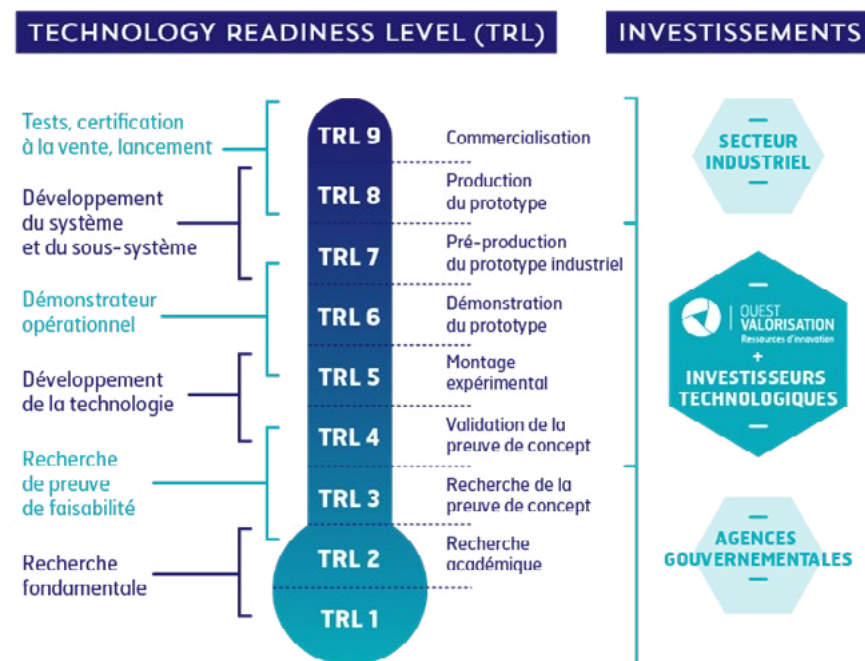 TECHNOLOGY READINESS LEVEL (TRL)
INVESTISSEMENTS
Tests, certification
à la vente, lancement
Développement
du système
et du sous-système
Démonstrateur
opérationnel
Développement
de la technologie
Recherche
de preuve
de faisabilité
Recherche
fondamentale
TRL 9
TRL 8
TRL 7
TRL 6
TRL 5
TRL 4
TRL 3
TRL 2
TRL 1
Commercialisation
Production
du prototype
Pré-production
du prototype industriel
Démonstration
du prototype
Montage
expérimental
Validation de la
preuve de concept
Recherche de la
preuve de concept
Recherche
académique
SECTEUR
INDUSTRIEL
OUEST
VALORISATION
Ressources d'innovation
+
INVESTISSEURS
TECHNOLOGIQUES
AGENCES
GOUVERNEMENTALES